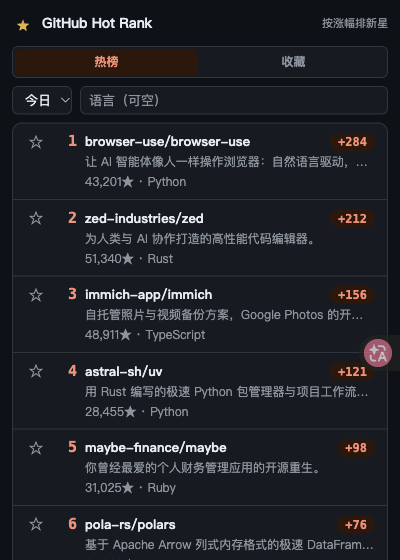 ★ GitHub Hot Rank 按涨幅排新星
热榜 收藏
今日 语言（可空）
☆ 1 browser-use/browser-use +284
让 AI 智能体像人一样操作浏览器：自然语言驱动，...
43,201★ · Python
☆ 2 zed-industries/zed +212
为人类与 AI 协作打造的高性能代码编辑器。
51,340★ · Rust
☆ 3 immich-app/immich +156
自托管照片与视频备份方案，Google Photos 的开...
48,911★ · TypeScript
☆ 4 astral-sh/uv +121
用 Rust 编写的极速 Python 包管理器与项目工作流...
28,455★ · Python
☆ 5 maybe-finance/maybe +98
你曾经最爱的个人财务管理应用的开源重生。
31,025★ · Ruby
☆ 6 pola-rs/polars +76
基于 Apache Arrow 列式内存格式的极速 DataFram...